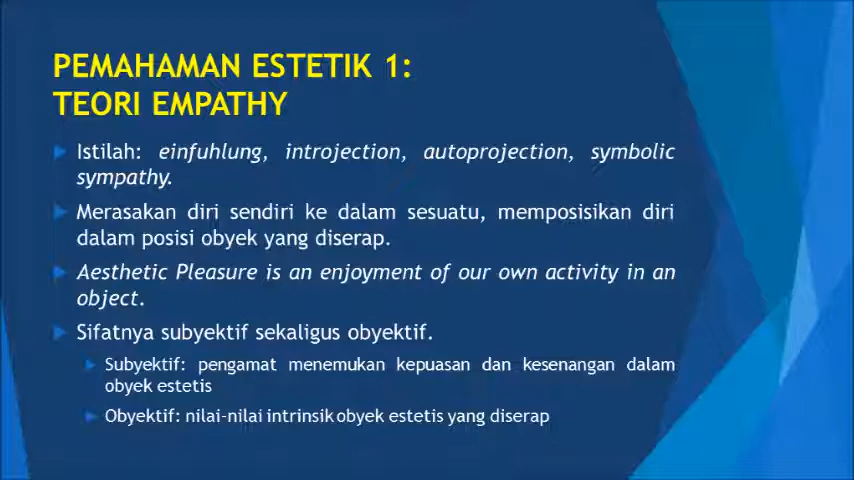 PEMAHAMAN ESTETIK 1:
TEORI EMPATHY
Istilah: einfuhlung, introjection, autoprojection, symbolic
sympathy.
Merasakan diri sendiri ke dalam sesuatu, memposisikan diri
dalam posisi obyek yang diserap.
Aesthetic Pleasure is an enjoyment of our own activity in an
object.
Sifatnya subyektif sekaligus obyektif.
Subyektif: pengamat menemukan kepuasan dan kesenangan dalam
obyek estetis
Obyektif: nilai-nilai intrinsik obyek estetis yang diserap